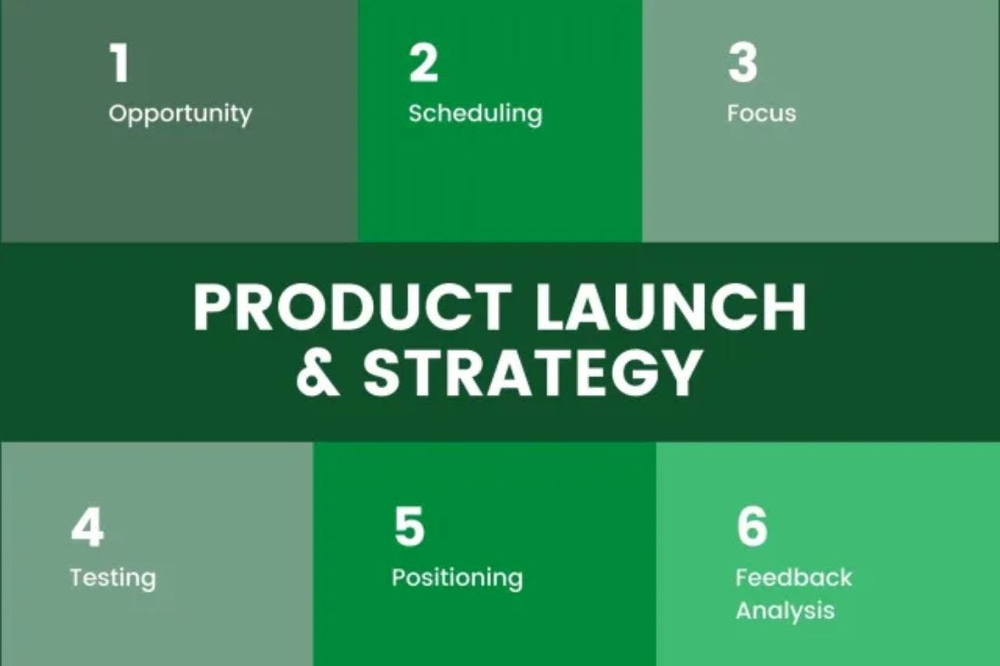 1
Opportunity
2
Scheduling
3
Focus
PRODUCT LAUNCH
& STRATEGY
4
Testing
5
Positioning
6
Feedback
Analysis